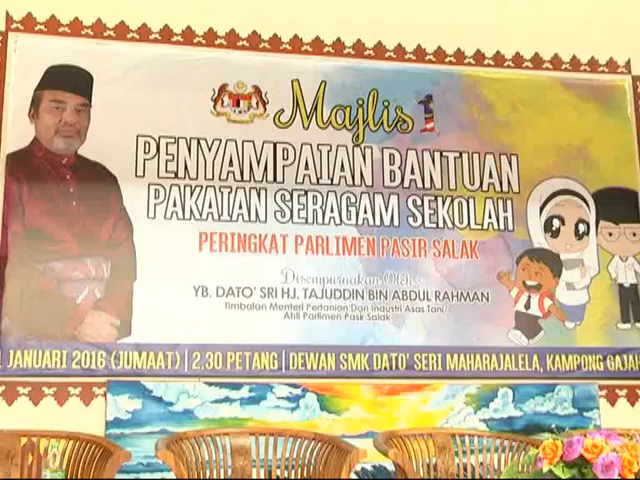 Majlis 1
PENYAMPAIAN BANTUAN
PAKAIAN SERAGAM SEKOLAH
PERINGKAT PARLIMEN PASIR SALAK
Disempurnakan Oleh:
YB. DATO' SRI HJ. TAJUDDIN BIN ABDUL RAHMAN
Timbalan Menteri Pertanian Dan Industri Asas Tani/
Ahli Parlimen Pasir Salak
JANUARI 2016 (JUMAAT) | 2.30 PETANG | DEWAN SMK DATO' SERI MAHARAJALELA, KAMPONG GAJAH